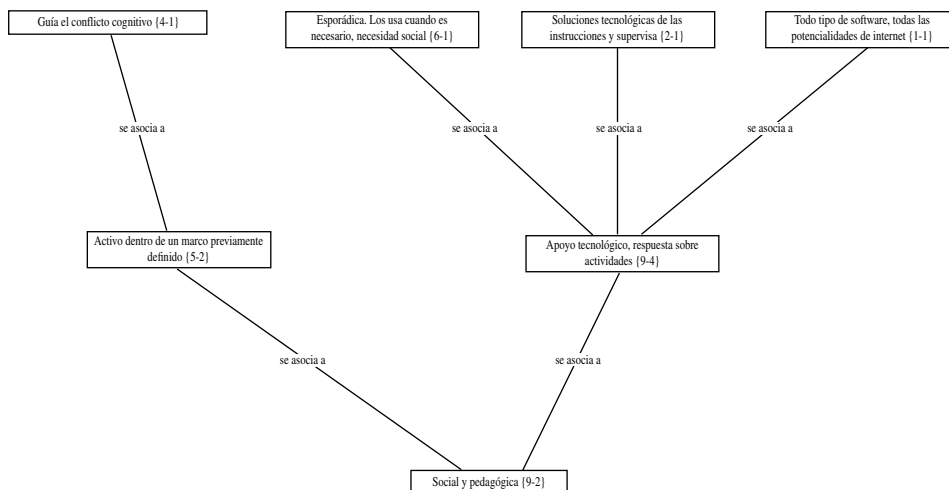 Guía el conflicto cognitivo {4-1}
Esporádica. Los usa cuando es
necesario, necesidad social {6-1}
Soluciones tecnológicas de las
instrucciones y supervisa {2-1}
Todo tipo de software, todas las
potencialidades de internet {1-1}
se asocia a
se asocia a
se asocia a
se asocia a
Activo dentro de un marco previamente
definido {5-2}
Apoyo tecnológico, respuesta sobre
actividades {9-4}
se asocia a
se asocia a
Social y pedagógica {9-2}